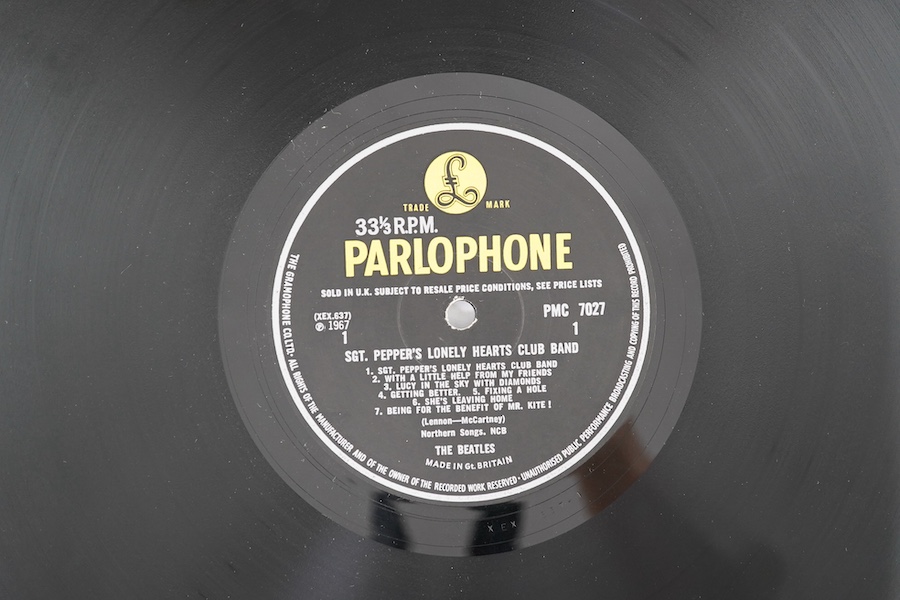 £
TRADE MARK
33⅓ R.P.M.
PARLOPHONE
SOLD IN U.K. SUBJECT TO RESALE PRICE CONDITIONS, SEE PRICE LISTS
(XEX.637) PMC 7027
℗ 1967
1 1
SGT. PEPPER'S LONELY HEARTS CLUB BAND
1. SGT. PEPPER'S LONELY HEARTS CLUB BAND
2. WITH A LITTLE HELP FROM MY FRIENDS
3. LUCY IN THE SKY WITH DIAMONDS
4. GETTING BETTER. 5. FIXING A HOLE
6. SHE'S LEAVING HOME
7. BEING FOR THE BENEFIT OF MR. KITE !
(Lennon—McCartney)
Northern Songs. NCB
THE BEATLES
MADE IN Gt. BRITAIN
THE GRAMOPHONE CO. LTD· ALL RIGHTS OF THE MANUFACTURER AND OF THE OWNER OF THE RECORDED WORK RESERVED · UNAUTHORISED PUBLIC PERFORMANCE BROADCASTING AND COPYING OF THIS RECORD PROHIBITED
XEX